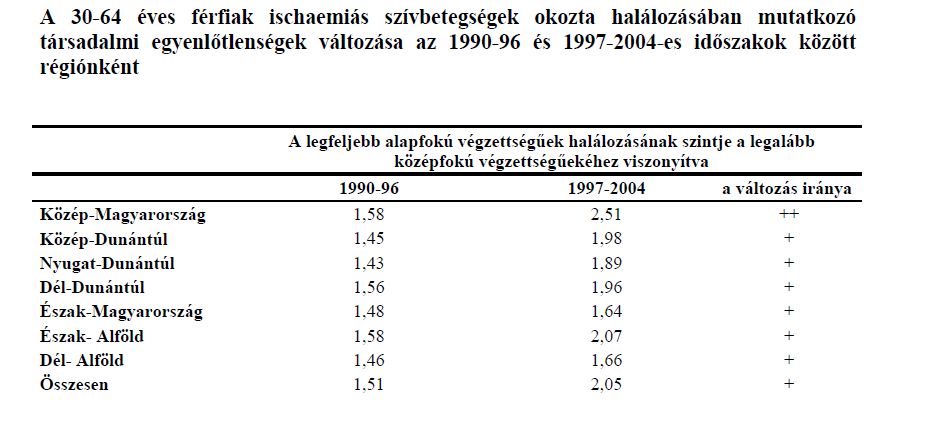 A 30-64 éves férfiak ischaemiás szívbetegségek okozta halálozásában mutatkozó
társadalmi egyenlőtlenségek változása az 1990-96 és 1997-2004-es időszakok között
régiónként
A legfeljebb alapfokú végzettségűek halálozásának szintje a legalább
középfokú végzettségűekéhez viszonyítva
1990-96 1997-2004 a változás iránya
Közép-Magyarország 1,58 2,51 ++
Közép-Dunántúl 1,45 1,98 +
Nyugat-Dunántúl 1,43 1,89 +
Dél-Dunántúl 1,56 1,96 +
Észak-Magyarország 1,48 1,64 +
Észak- Alföld 1,58 2,07 +
Dél- Alföld 1,46 1,66 +
Összesen 1,51 2,05 +